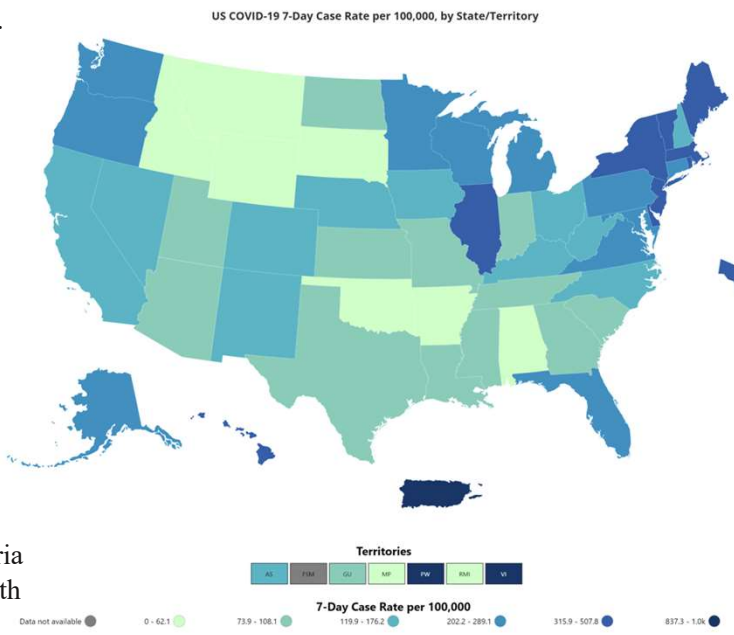 US COVID-19 7-Day Case Rate per 100,000, by State/Territory
.
ria
th
Territories
AS FSM GU MP PW RMI VI
7-Day Case Rate per 100,000
Data not available 0 - 62.1 73.9 - 108.1 119.9 - 176.2 202.2 - 289.1 315.9 - 507.8 837.3 - 1.0k